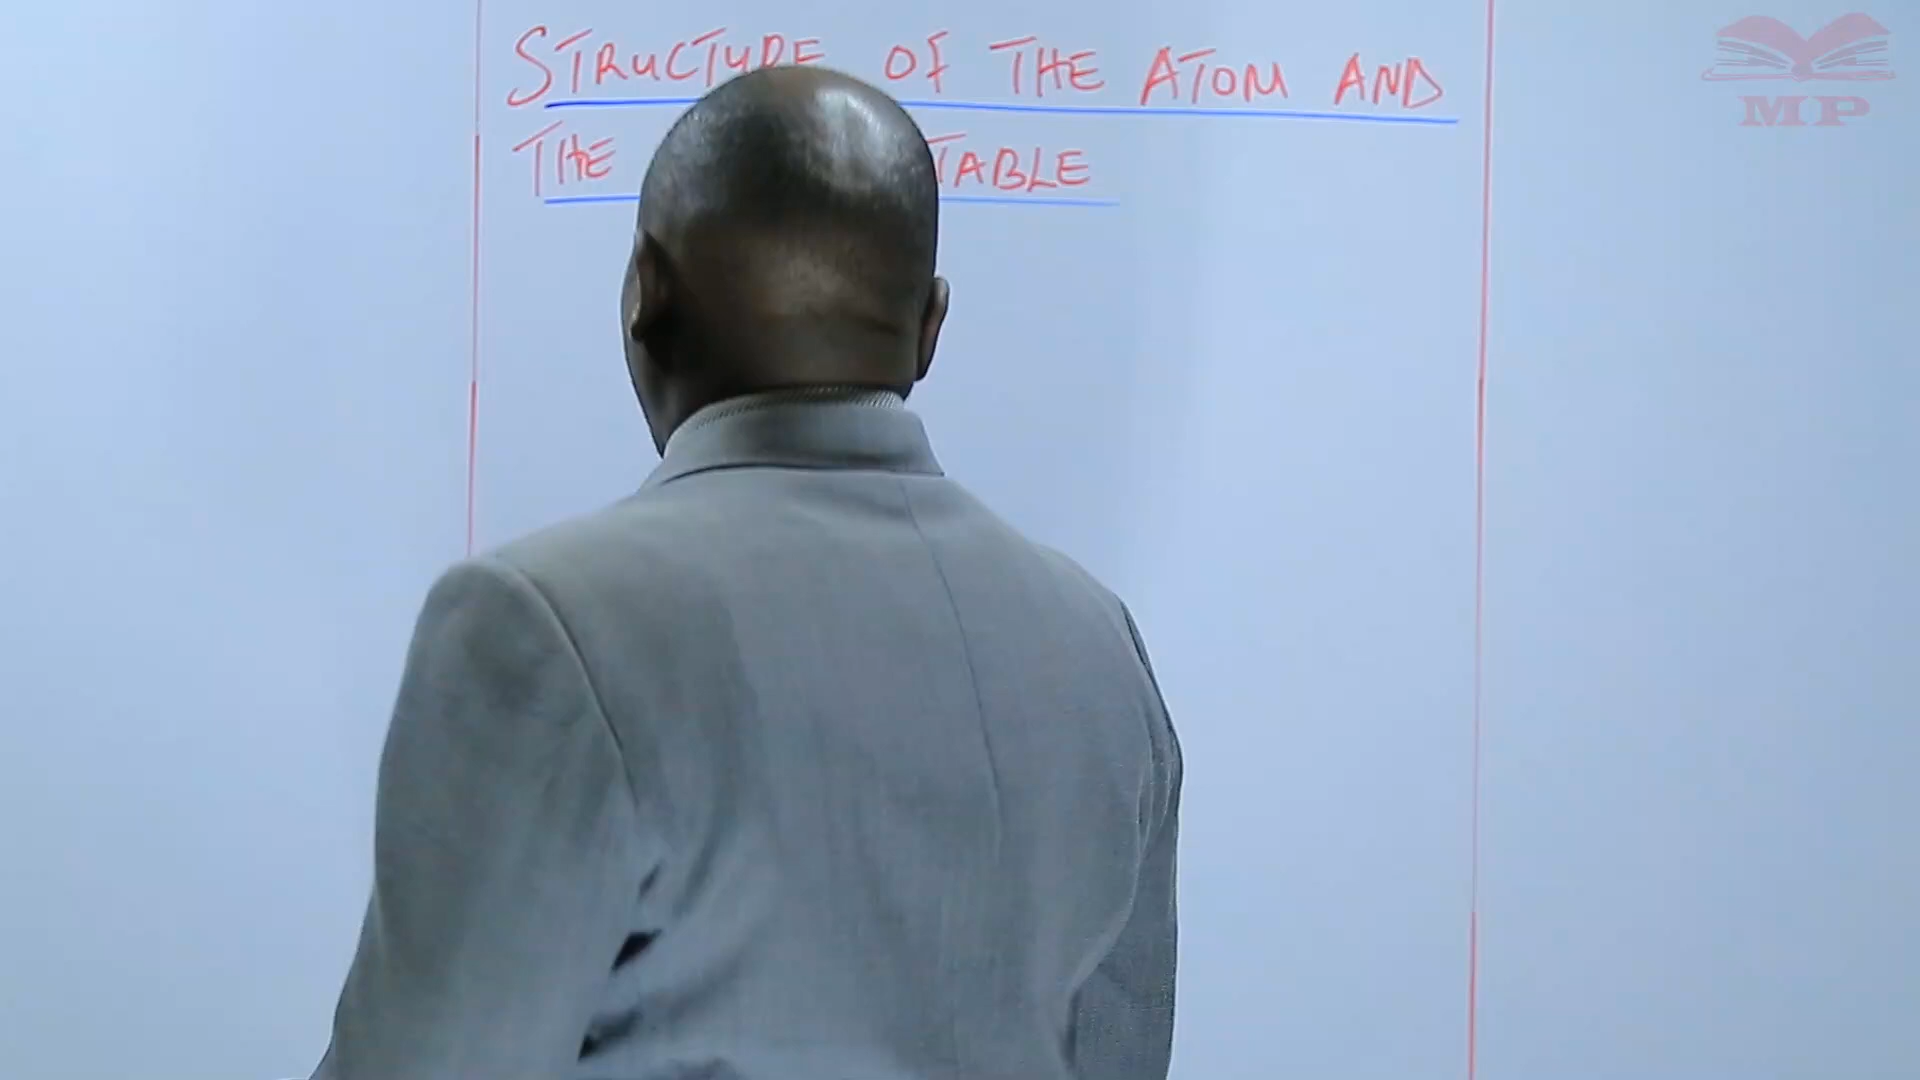 STRUCTURE OF THE ATOM AND
THE TABLE
MP